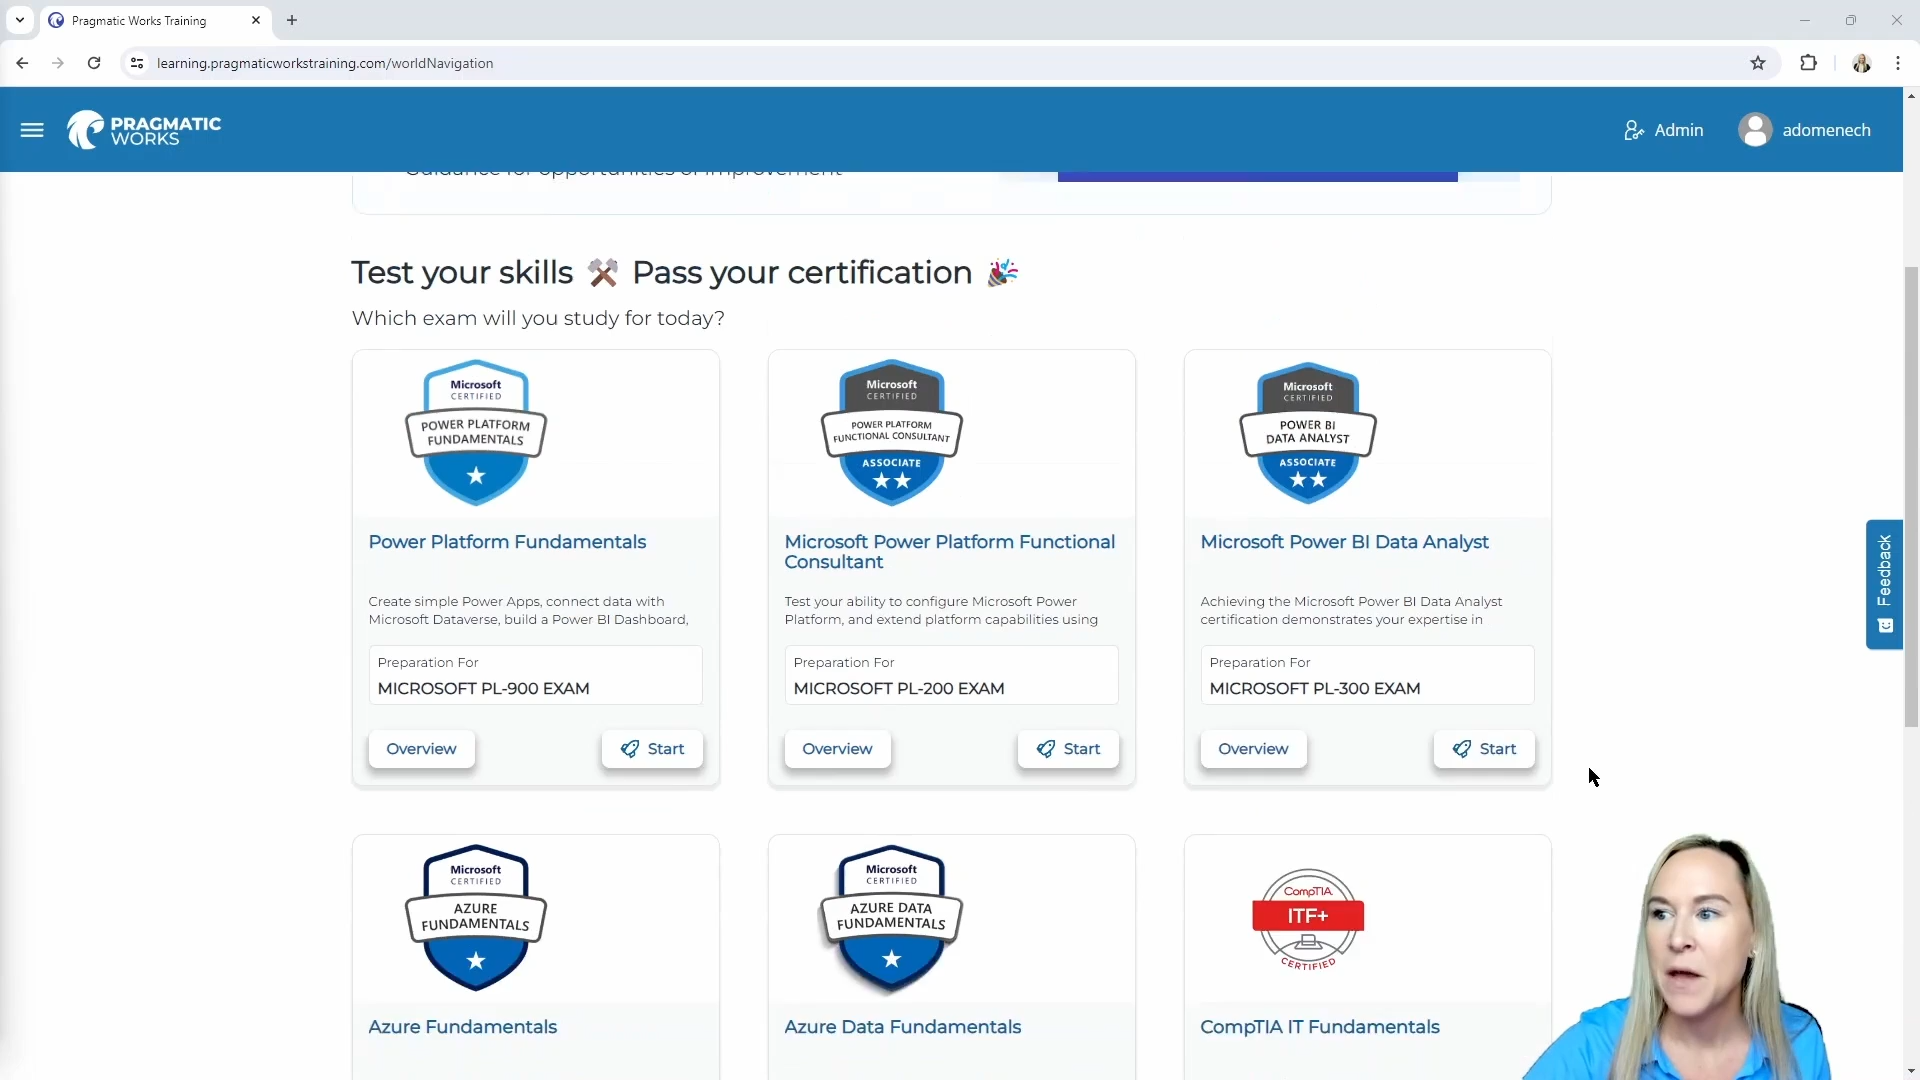 Pragmatic Works Training
learning.pragmaticworkstraining.com/worldNavigation
PRAGMATIC
WORKS
Admin
adomenech
Guidance for opportunities of improvement
Test your skills ⚒️ Pass your certification 🎉
Which exam will you study for today?
Microsoft
CERTIFIED
POWER PLATFORM
FUNDAMENTALS
Power Platform Fundamentals
Create simple Power Apps, connect data with
Microsoft Dataverse, build a Power BI Dashboard,
Preparation For
MICROSOFT PL-900 EXAM
Overview
Start
Microsoft
CERTIFIED
POWER PLATFORM
FUNCTIONAL CONSULTANT
ASSOCIATE
Microsoft Power Platform Functional
Consultant
Test your ability to configure Microsoft Power
Platform, and extend platform capabilities using
Preparation For
MICROSOFT PL-200 EXAM
Overview
Start
Microsoft
CERTIFIED
POWER BI
DATA ANALYST
ASSOCIATE
Microsoft Power BI Data Analyst
Achieving the Microsoft Power BI Data Analyst
certification demonstrates your expertise in
Preparation For
MICROSOFT PL-300 EXAM
Overview
Start
Feedback
Microsoft
CERTIFIED
AZURE
FUNDAMENTALS
Azure Fundamentals
Microsoft
CERTIFIED
AZURE DATA
FUNDAMENTALS
Azure Data Fundamentals
CompTIA.
ITF+
CERTIFIED
CompTIA IT Fundamentals